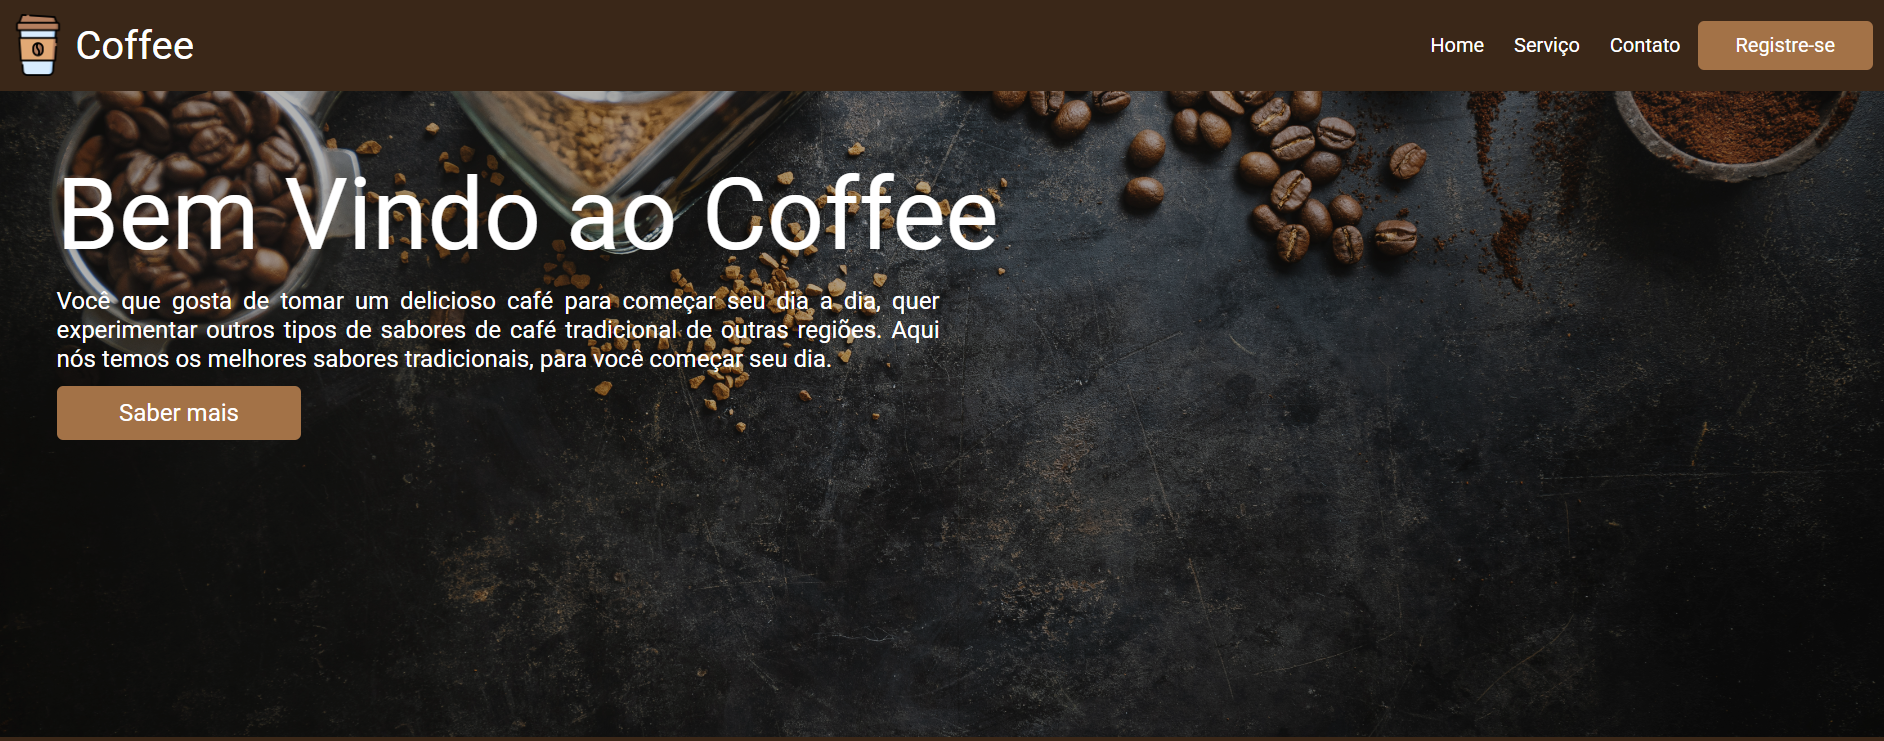 Coffee
Home Serviço Contato Registre-se
Bem Vindo ao Coffee
Você que gosta de tomar um delicioso café para começar seu dia a dia, quer
experimentar outros tipos de sabores de café tradicional de outras regiões. Aqui
nós temos os melhores sabores tradicionais, para você começar seu dia.
Saber mais